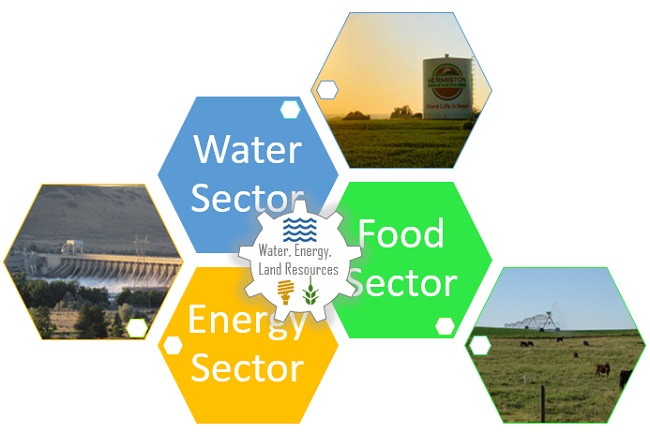 HERMISTON
Where Life is Sweet
Water
Sector
Food
Sector
Water, Energy,
Land Resources
Energy
Sector